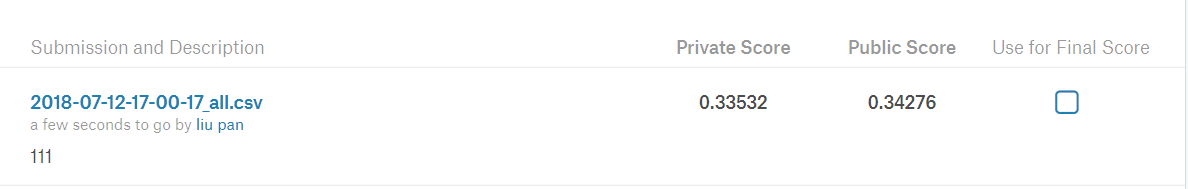 Submission and Description Private Score Public Score Use for Final Score
2018-07-12-17-00-17_all.csv 0.33532 0.34276
a few seconds to go by liu pan
111